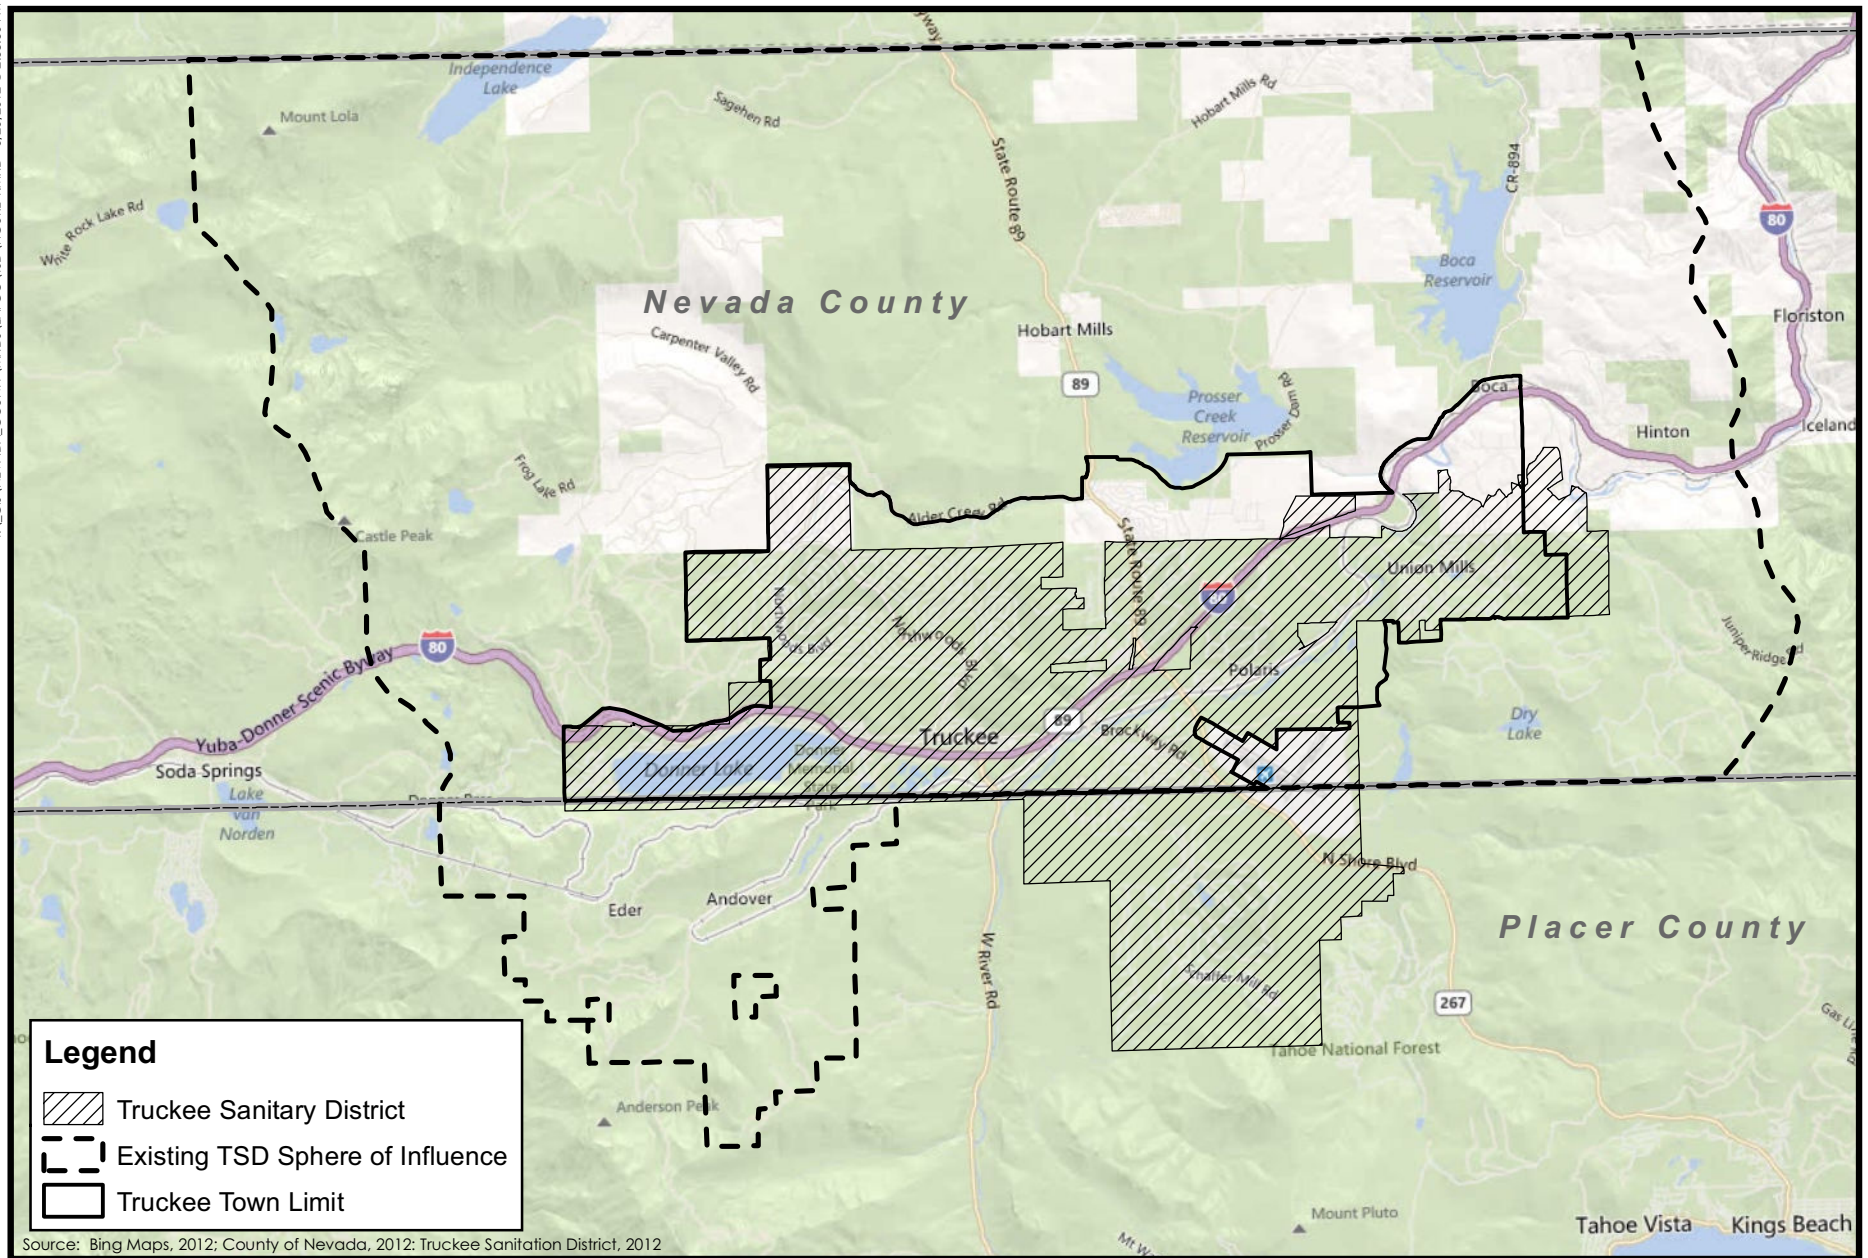 Independence
Lake
Mount Lola
Sagehen Rd
Hobart Mills Rd
State Route 89
CR-894
White Rock Lake Rd
80
Boca
Reservoir
Nevada County
Floriston
Hobart Mills
Carpenter Valley Rd
89
Prosser
Creek
Reservoir
Prosser Dam Rd
Boca
Hinton
Iceland
Frog Lake Rd
Alder Creek Rd
Castle Peak
State Route 89
Union Mills
80
Northwoods Blvd
Northwoods Blvd
Juniper Ridge Rd
80
Polaris
Yuba-Donner Scenic Byway
89
Truckee
Brockway Rd
Dry
Lake
Donner Lake
Donner
Memorial
State
Park
Soda Springs
Lake
van
Norden
N Shore Blvd
Eder
Andover
Placer County
W River Rd
Schaffer Mill Rd
267
Tahoe National Forest
Anderson Peak
Mount Pluto
Tahoe Vista
Kings Beach
Legend
Truckee Sanitary District
Existing TSD Sphere of Influence
Truckee Town Limit
Source: Bing Maps, 2012; County of Nevada, 2012: Truckee Sanitation District, 2012